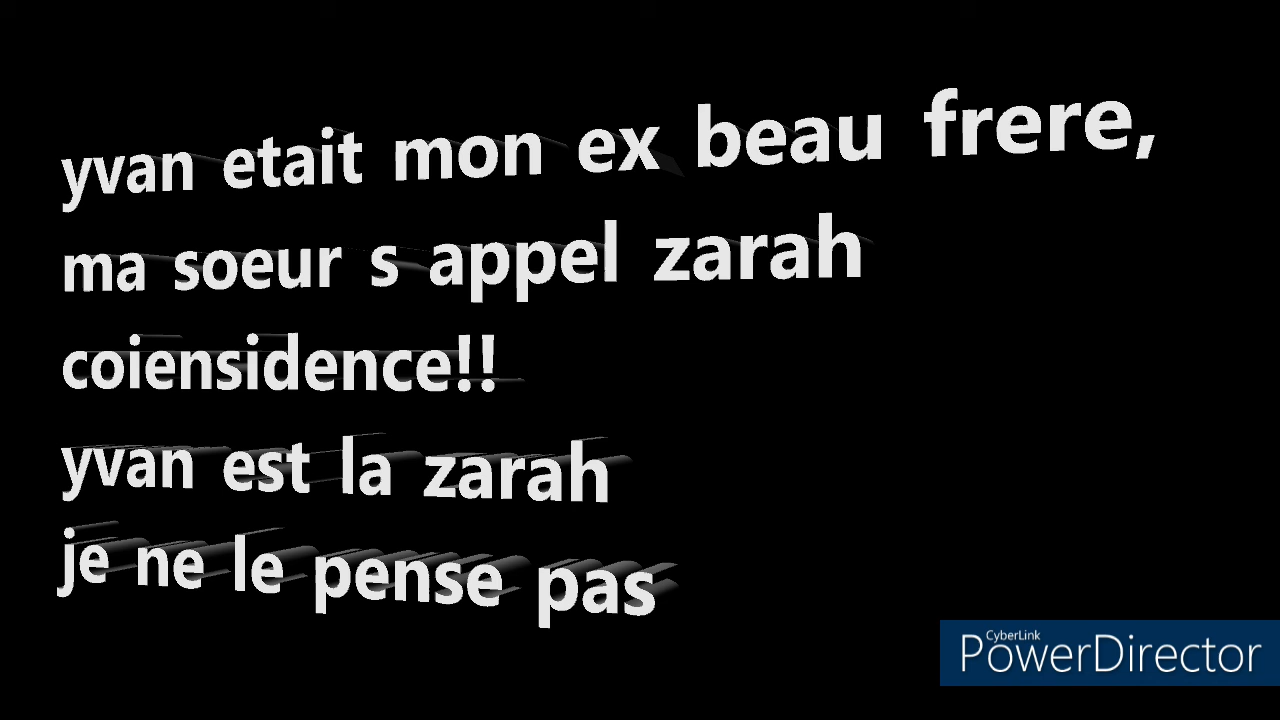 yvan etait mon ex beau frere,
ma soeur s appel zarah
coiensidence!!
yvan est la zarah
je ne le pense pas
CyberLink
PowerDirector